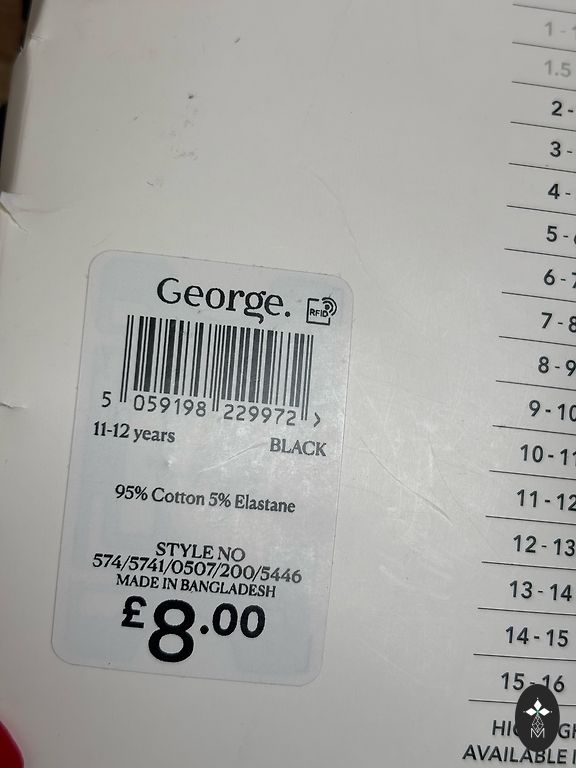 George.
RFID
5 059198 229972 >
11-12 years
BLACK
95% Cotton 5% Elastane
STYLE NO
574/5741/0507/200/5446
MADE IN BANGLADESH
£8.00
1 -
1.5
2 -
3 -
4 -
5 -
6 - 7
7 - 8
8 - 9
9 - 10
10 - 11
11 - 12
12 - 13
13 - 14
14 - 15
15 - 16
AVAILABLE